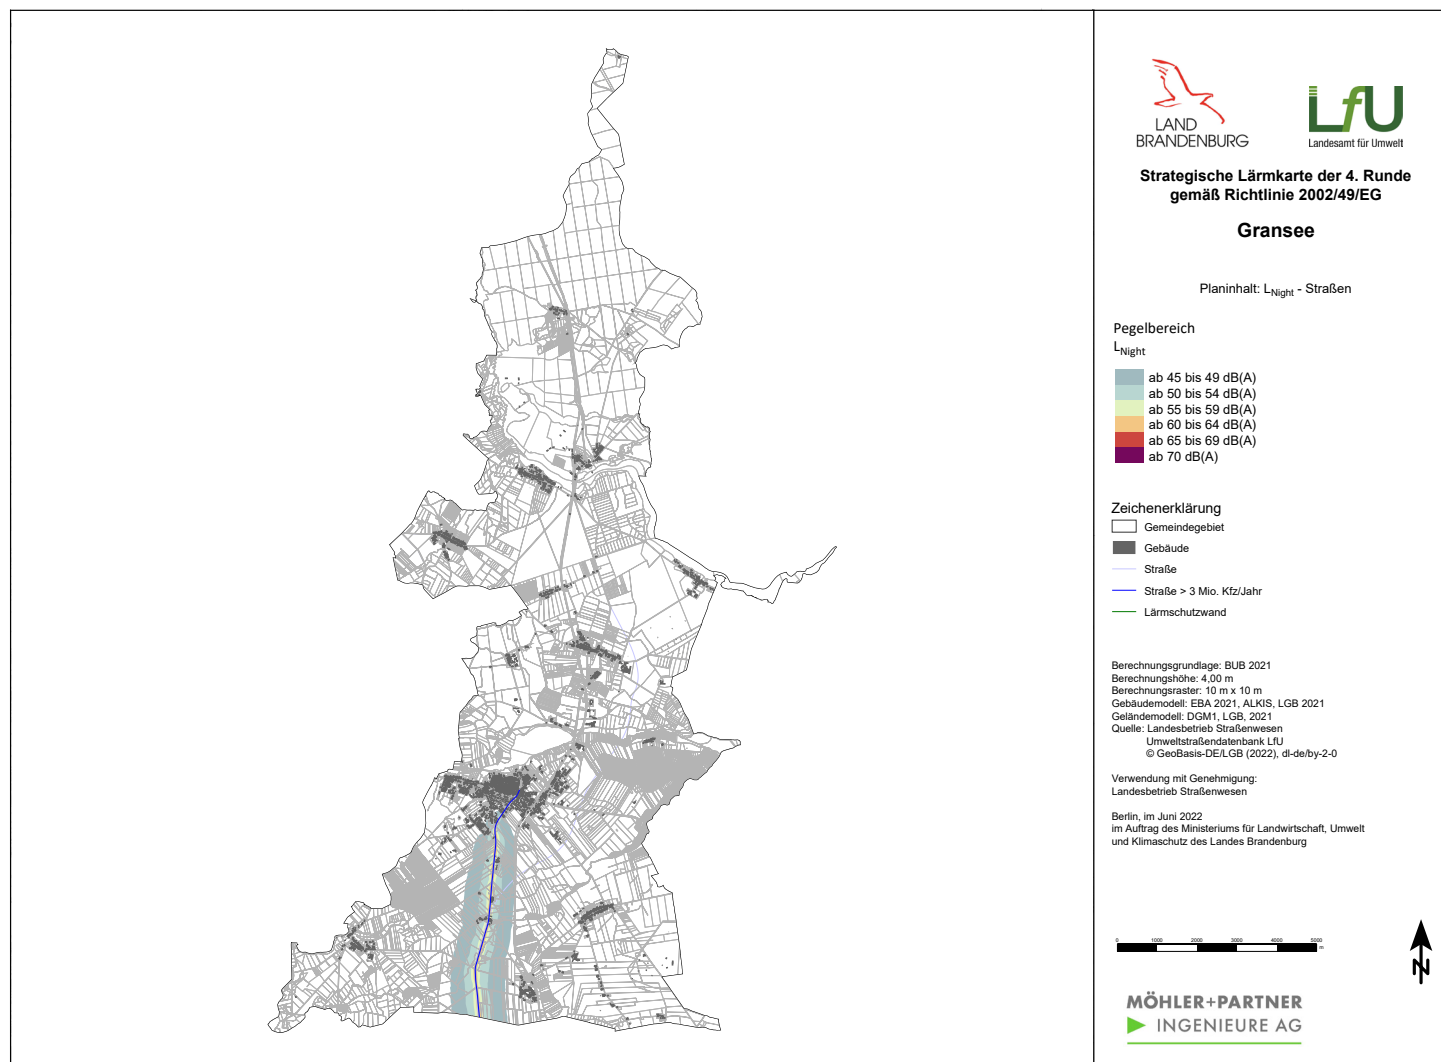 LAND
BRANDENBURG
LfU
Landesamt für Umwelt
Strategische Lärmkarte der 4. Runde
gemäß Richtlinie 2002/49/EG
Gransee
Planinhalt: LNight - Straßen
Pegelbereich
LNight
ab 45 bis 49 dB(A)
ab 50 bis 54 dB(A)
ab 55 bis 59 dB(A)
ab 60 bis 64 dB(A)
ab 65 bis 69 dB(A)
ab 70 dB(A)
Zeichenerklärung
Gemeindegebiet
Gebäude
Straße
Straße > 3 Mio. Kfz/Jahr
Lärmschutzwand
Berechnungsgrundlage: BUB 2021
Berechnungshöhe: 4,00 m
Berechnungsraster: 10 m x 10 m
Gebäudemodell: EBA 2021, ALKIS, LGB 2021
Geländemodell: DGM1, LGB, 2021
Quelle: Landesbetrieb Straßenwesen
Umweltstraßendatenbank LfU
© GeoBasis-DE/LGB (2022), dl-de/by-2-0
Verwendung mit Genehmigung:
Landesbetrieb Straßenwesen
Berlin, im Juni 2022
im Auftrag des Ministeriums für Landwirtschaft, Umwelt
und Klimaschutz des Landes Brandenburg
0 1000 2000 3000 4000 5000
m
N
MÖHLER+PARTNER
INGENIEURE AG